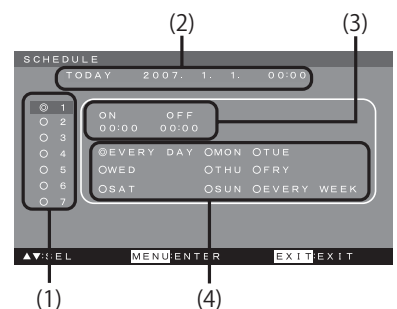 (2) (3)
SCHEDULE
TODAY 2007. 1. 1. 00:00
1
2
3
4
5
6
7
ON OFF
00:00 00:00
EVERY DAY MON TUE
WED THU FRY
SAT SUN EVERY WEEK
▲▼:SEL MENU:ENTER EXIT:EXIT
(1) (4)